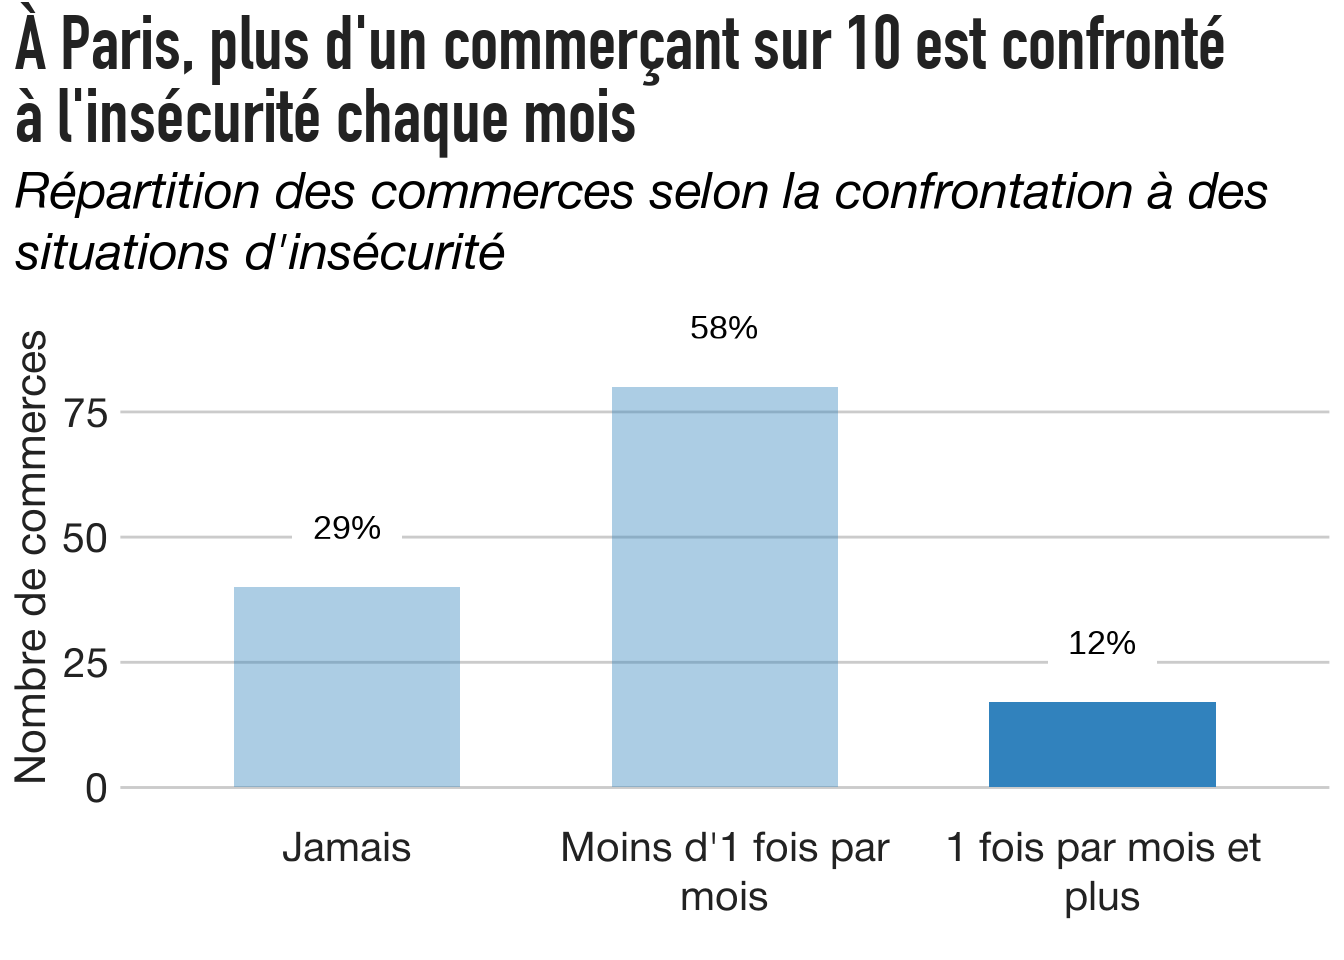 À Paris, plus d'un commerçant sur 10 est confronté
à l'insécurité chaque mois
Répartition des commerces selon la confrontation à des
situations d'insécurité
Nombre de commerces
58%
75
29%
50
12%
25
0
Jamais
Moins d'1 fois par
mois
1 fois par mois et
plus